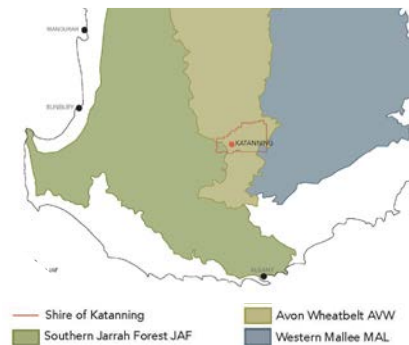 MANDURAH
BUNBURY
KATANNING
ALBANY
Shire of Katanning
Avon Wheatbelt AVW
Southern Jarrah Forest JAF
Western Mallee MAL